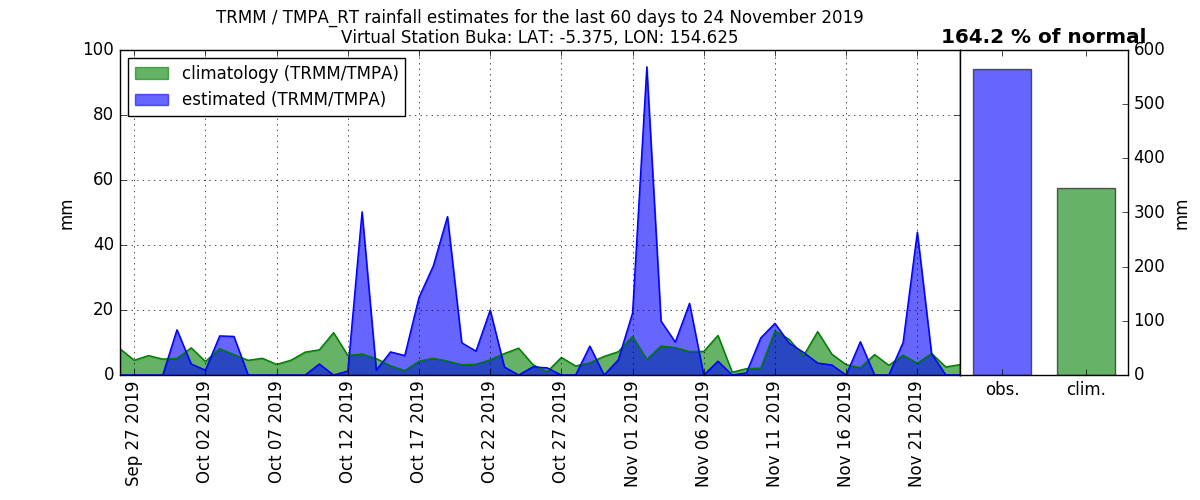 TRMM / TMPA_RT rainfall estimates for the last 60 days to 24 November 2019
Virtual Station Buka: LAT: -5.375, LON: 154.625
164.2 % of normal
climatology (TRMM/TMPA)
estimated (TRMM/TMPA)
100
80
60
40
20
0
mm
Sep 27 2019
Oct 02 2019
Oct 07 2019
Oct 12 2019
Oct 17 2019
Oct 22 2019
Oct 27 2019
Nov 01 2019
Nov 06 2019
Nov 11 2019
Nov 16 2019
Nov 21 2019
obs.
clim.
600
500
400
300
200
100
0
mm